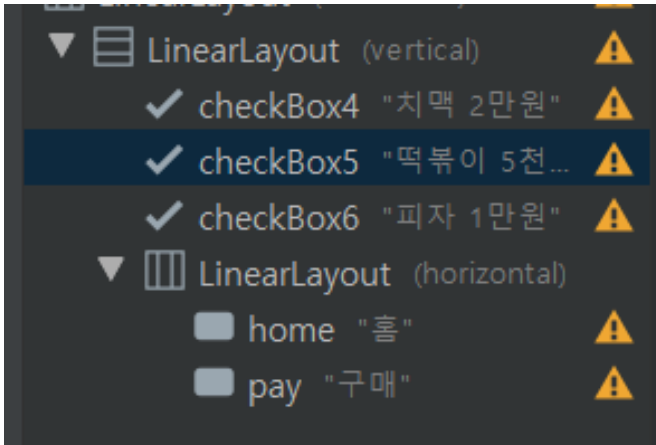 LinearLayout (vertical)
checkBox4 "치맥 2만원"
checkBox5 "떡볶이 5천...
checkBox6 "피자 1만원"
LinearLayout (horizontal)
home "홈"
pay "구매"